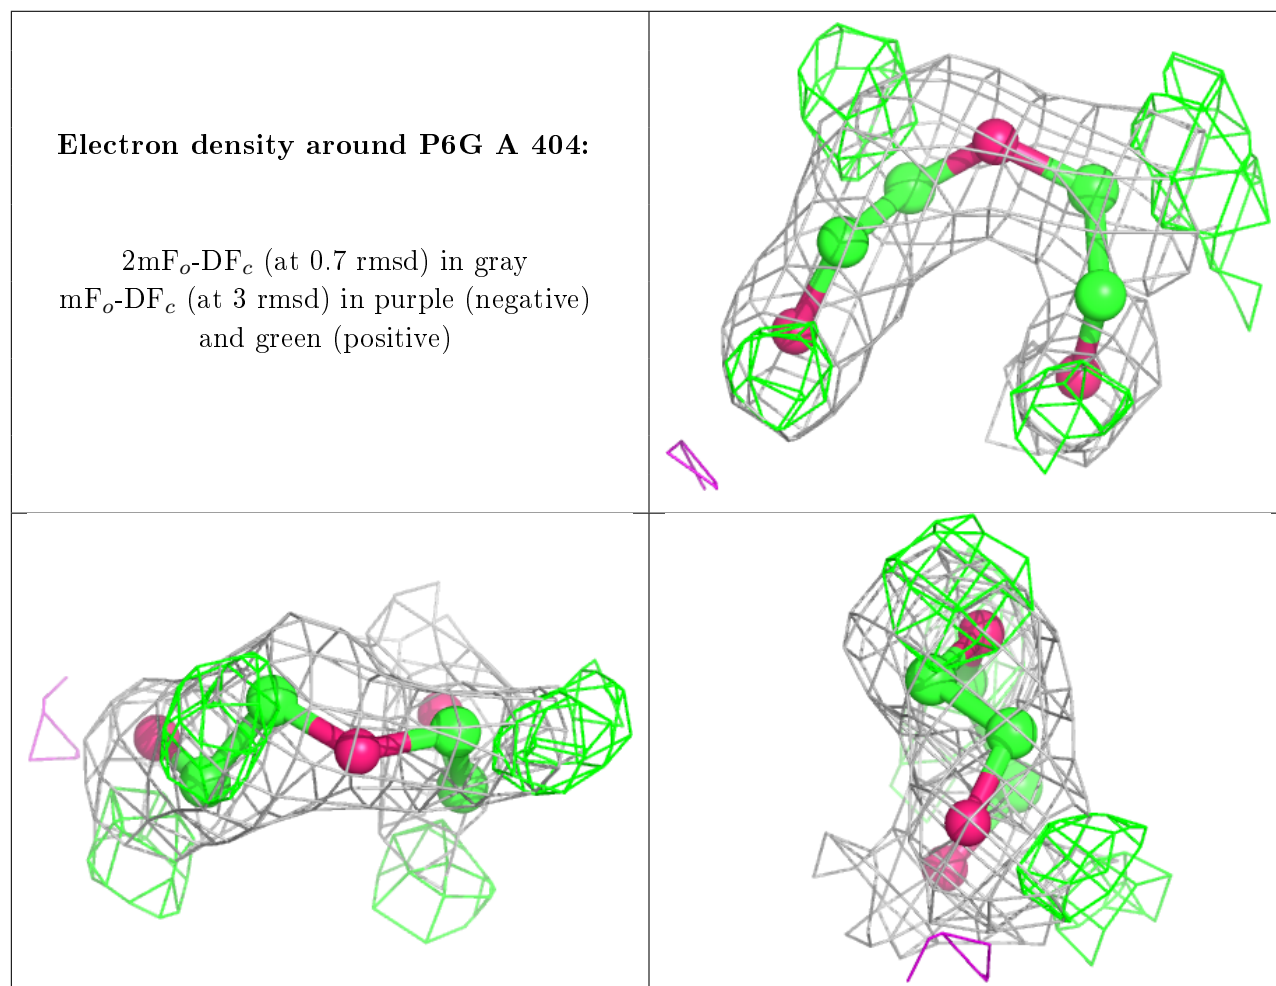 Electron density around P6G A 404:
2mFo-DFc (at 0.7 rmsd) in gray
mFo-DFc (at 3 rmsd) in purple (negative)
and green (positive)